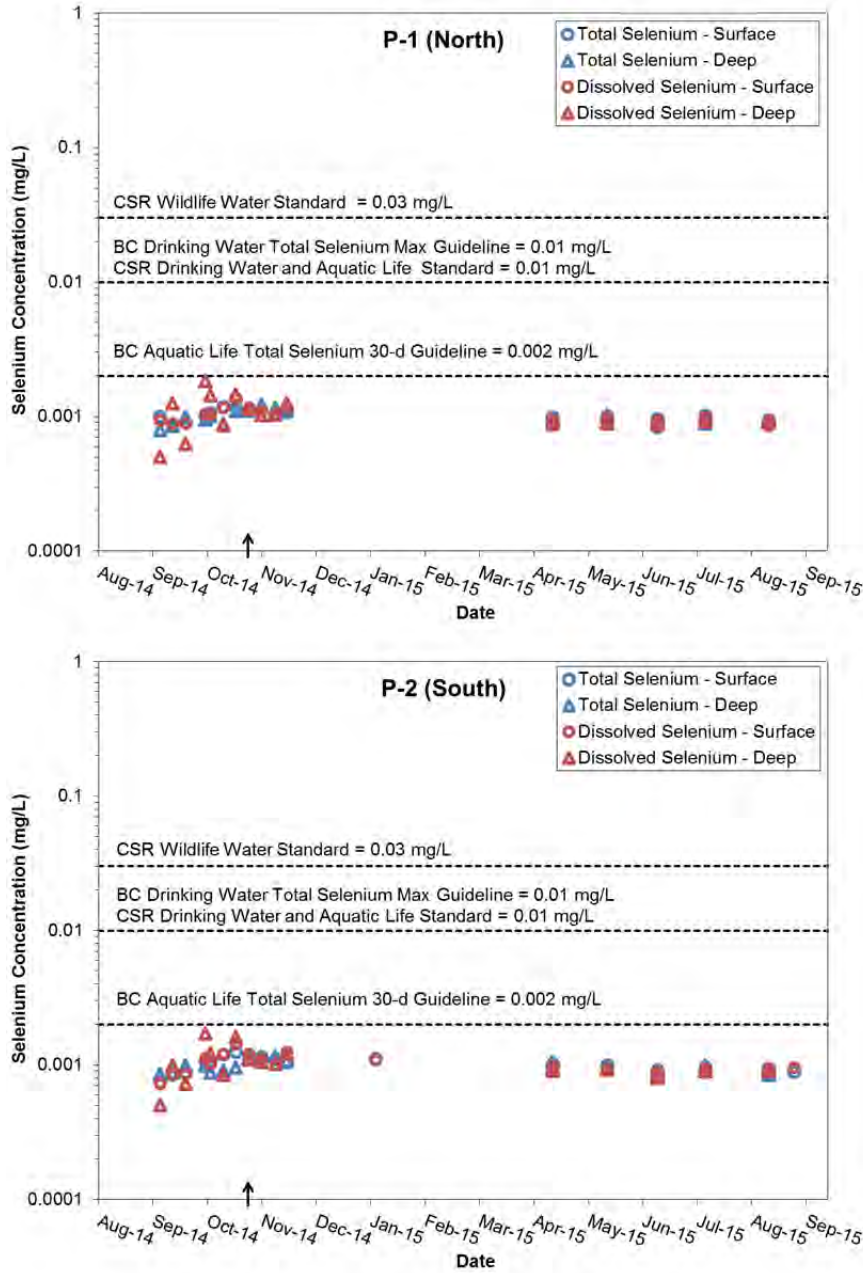 P-1 (North)
Total Selenium - Surface
Total Selenium - Deep
Dissolved Selenium - Surface
Dissolved Selenium - Deep
Selenium Concentration (mg/L)
1
0.1
0.01
0.001
0.0001
CSR Wildlife Water Standard = 0.03 mg/L
BC Drinking Water Total Selenium Max Guideline = 0.01 mg/L
CSR Drinking Water and Aquatic Life Standard = 0.01 mg/L
BC Aquatic Life Total Selenium 30-d Guideline = 0.002 mg/L
Aug-14 Sep-14 Oct-14 Nov-14 Dec-14 Jan-15 Feb-15 Mar-15 Apr-15 May-15 Jun-15 Jul-15 Aug-15 Sep-15
Date
P-2 (South)
Total Selenium - Surface
Total Selenium - Deep
Dissolved Selenium - Surface
Dissolved Selenium - Deep
Selenium Concentration (mg/L)
1
0.1
0.01
0.001
0.0001
CSR Wildlife Water Standard = 0.03 mg/L
BC Drinking Water Total Selenium Max Guideline = 0.01 mg/L
CSR Drinking Water and Aquatic Life Standard = 0.01 mg/L
BC Aquatic Life Total Selenium 30-d Guideline = 0.002 mg/L
Aug-14 Sep-14 Oct-14 Nov-14 Dec-14 Jan-15 Feb-15 Mar-15 Apr-15 May-15 Jun-15 Jul-15 Aug-15 Sep-15
Date